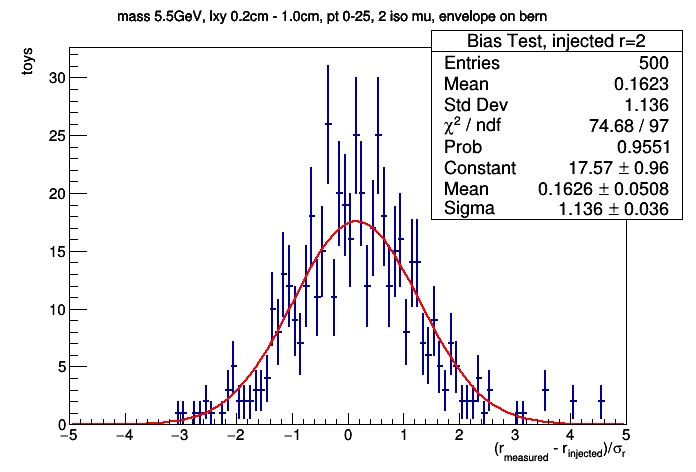 mass 5.5GeV, lxy 0.2cm - 1.0cm, pt 0-25, 2 iso mu, envelope on bern
Bias Test, injected r=2
Entries 500
Mean 0.1623
Std Dev 1.136
χ² / ndf 74.68 / 97
Prob 0.9551
Constant 17.57 ± 0.96
Mean 0.1626 ± 0.0508
Sigma 1.136 ± 0.036
toys
30
25
20
15
10
5
0
−5 −4 −3 −2 −1 0 1 2 3 4 5
(r_measured - r_injected)/σ_r